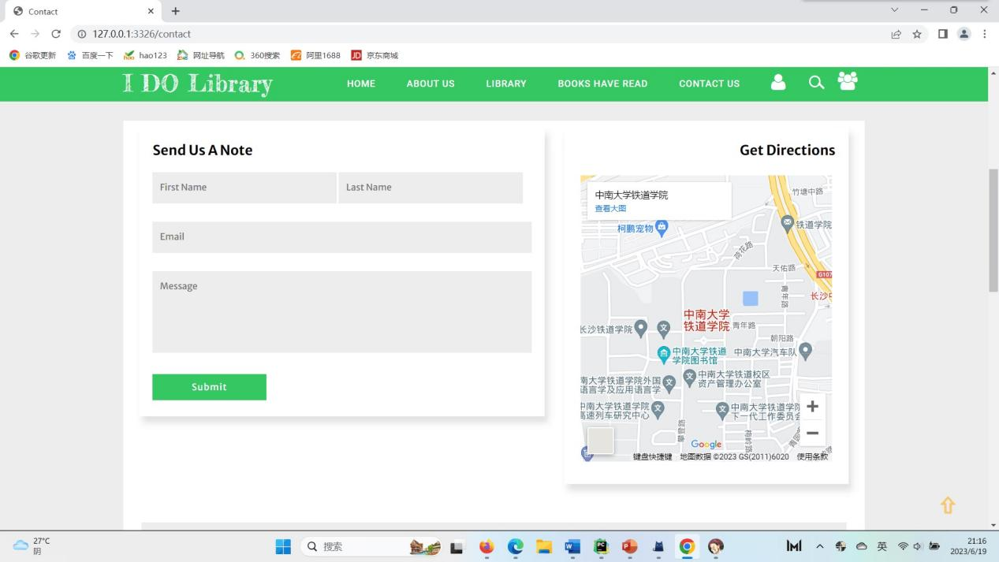 Contact
127.0.0.1:3326/contact
谷歌更新
百度一下
hao123
网址导航
360搜索
阿里1688
JD
京东商城
I DO Library
HOME
ABOUT US
LIBRARY
BOOKS HAVE READ
CONTACT US
Send Us A Note
First Name
Last Name
Email
Message
Submit
Get Directions
中南大学铁道学院
查看大图
竹塘中路
柯鹏宠物
铁道学院
荷花路
天佑路
G107
青年路
长沙
中南大学
铁道学院
青年路
长沙铁道学院
朝阳路
中南大学铁道
学院图书馆
中南大学汽车队
南大学铁道学院外国
语言学及应用语言学
中南大学铁道校区
资产管理办公室
中南大学铁道学院
高速列车研究中心
中南大学铁道学院
下一代工作委员会
攀登路
Google
键盘快捷键
地图数据 ©2023 GS(2011)6020
使用条款
27°C
阴
搜索
英
21:16
2023/6/19